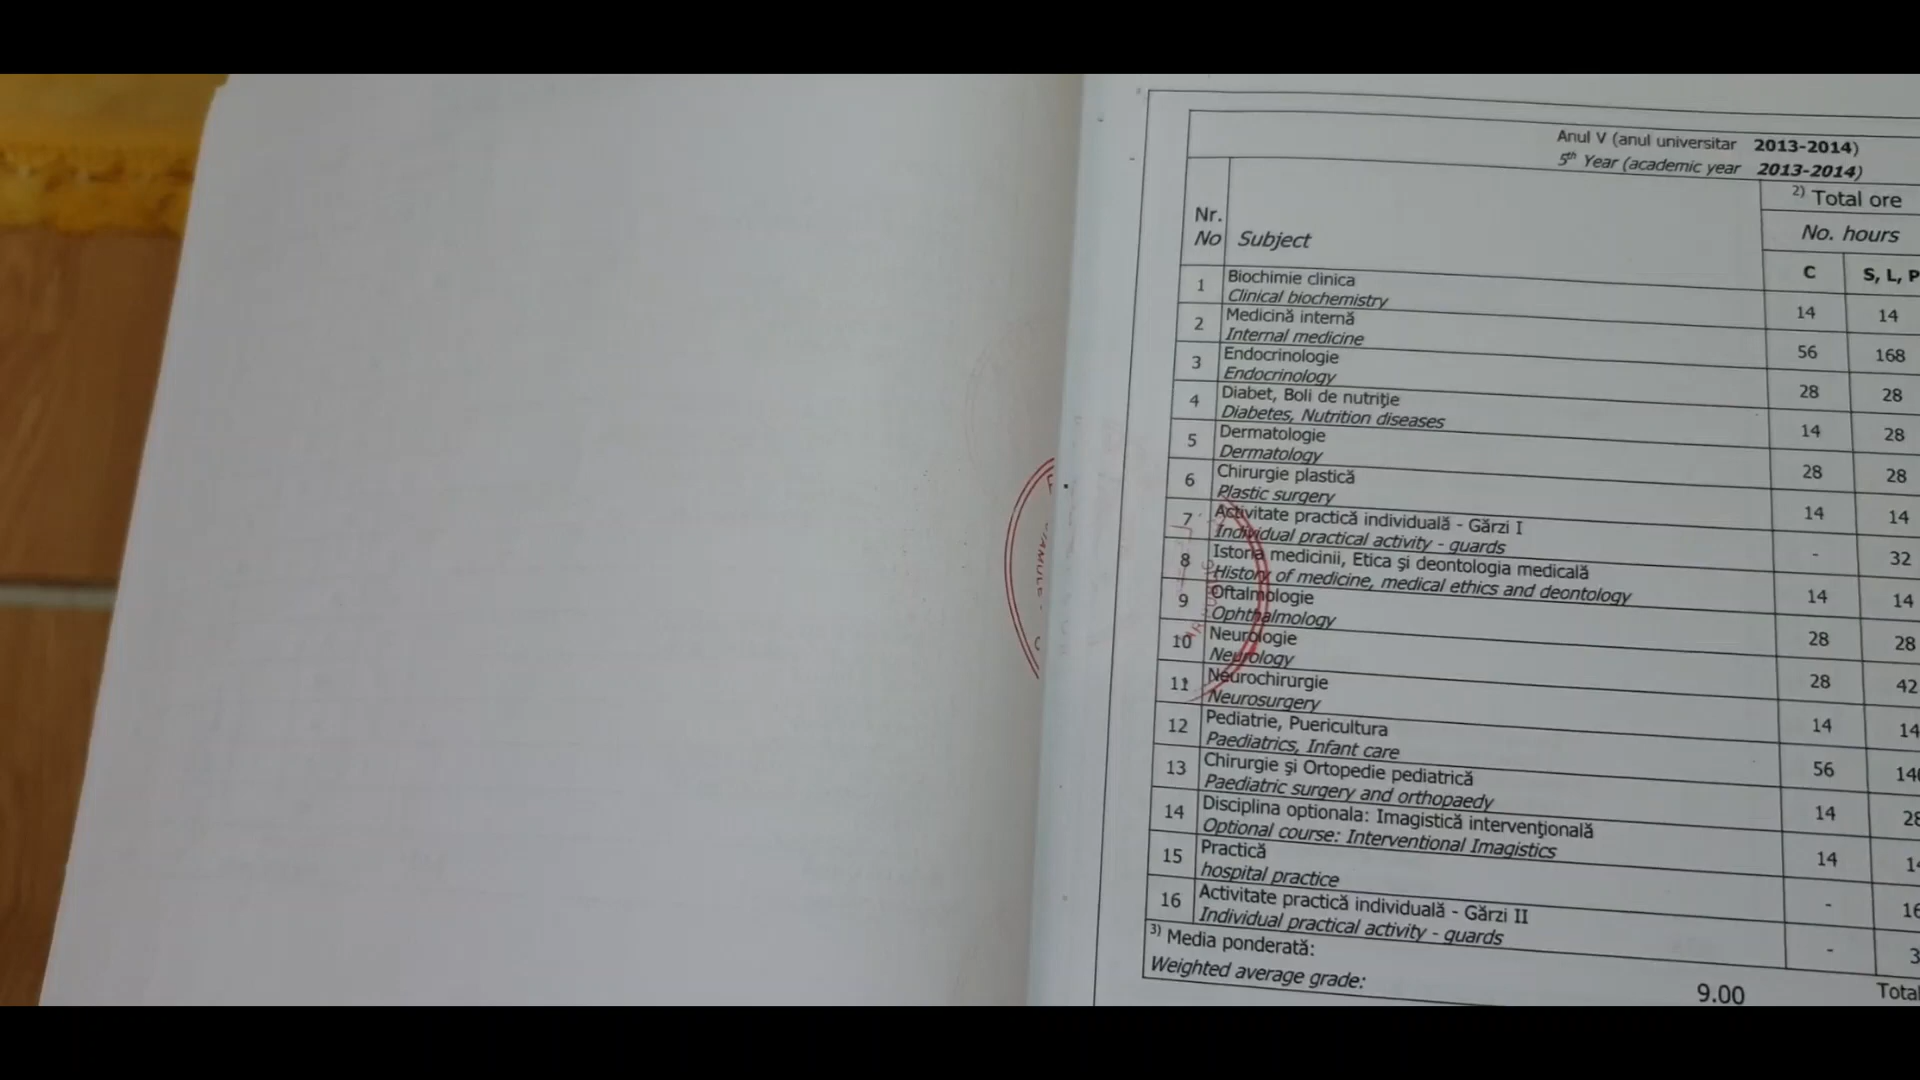 Anul V (anul universitar 2013-2014)
5th Year (academic year 2013-2014)
Nr.
No
Subject
2) Total ore
No. hours
C
S, L, P
1
Biochimie clinica
Clinical biochemistry
14
14
2
Medicină internă
Internal medicine
56
168
3
Endocrinologie
Endocrinology
28
28
4
Diabet, Boli de nutriţie
Diabetes, Nutrition diseases
14
28
5
Dermatologie
Dermatology
28
28
6
Chirurgie plastică
Plastic surgery
14
14
7
Activitate practică individuală - Gărzi I
Individual practical activity - guards
-
32
8
Istoria medicinii, Etica şi deontologia medicală
History of medicine, medical ethics and deontology
14
14
9
Oftalmologie
Ophthalmology
28
28
10
Neurologie
Neurology
28
42
11
Neurochirurgie
Neurosurgery
14
14
12
Pediatrie, Puericultura
Paediatrics, Infant care
56
13
Chirurgie şi Ortopedie pediatrică
Paediatric surgery and orthopaedy
14
28
14
Disciplina optionala: Imagistică intervenţională
Optional course: Interventional Imagistics
14
15
Practică
hospital practice
-
16
Activitate practică individuală - Gărzi II
Individual practical activity - guards
-
3) Media ponderată:
Weighted average grade:
9.00
Total